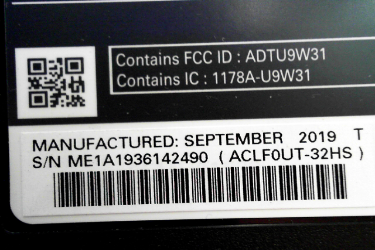 Contains FCC ID : ADTU9W31
Contains IC : 1178A-U9W31
MANUFACTURED: SEPTEMBER 2019 T
S/N ME1A1936142490 ( ACLF0UT-32HS )